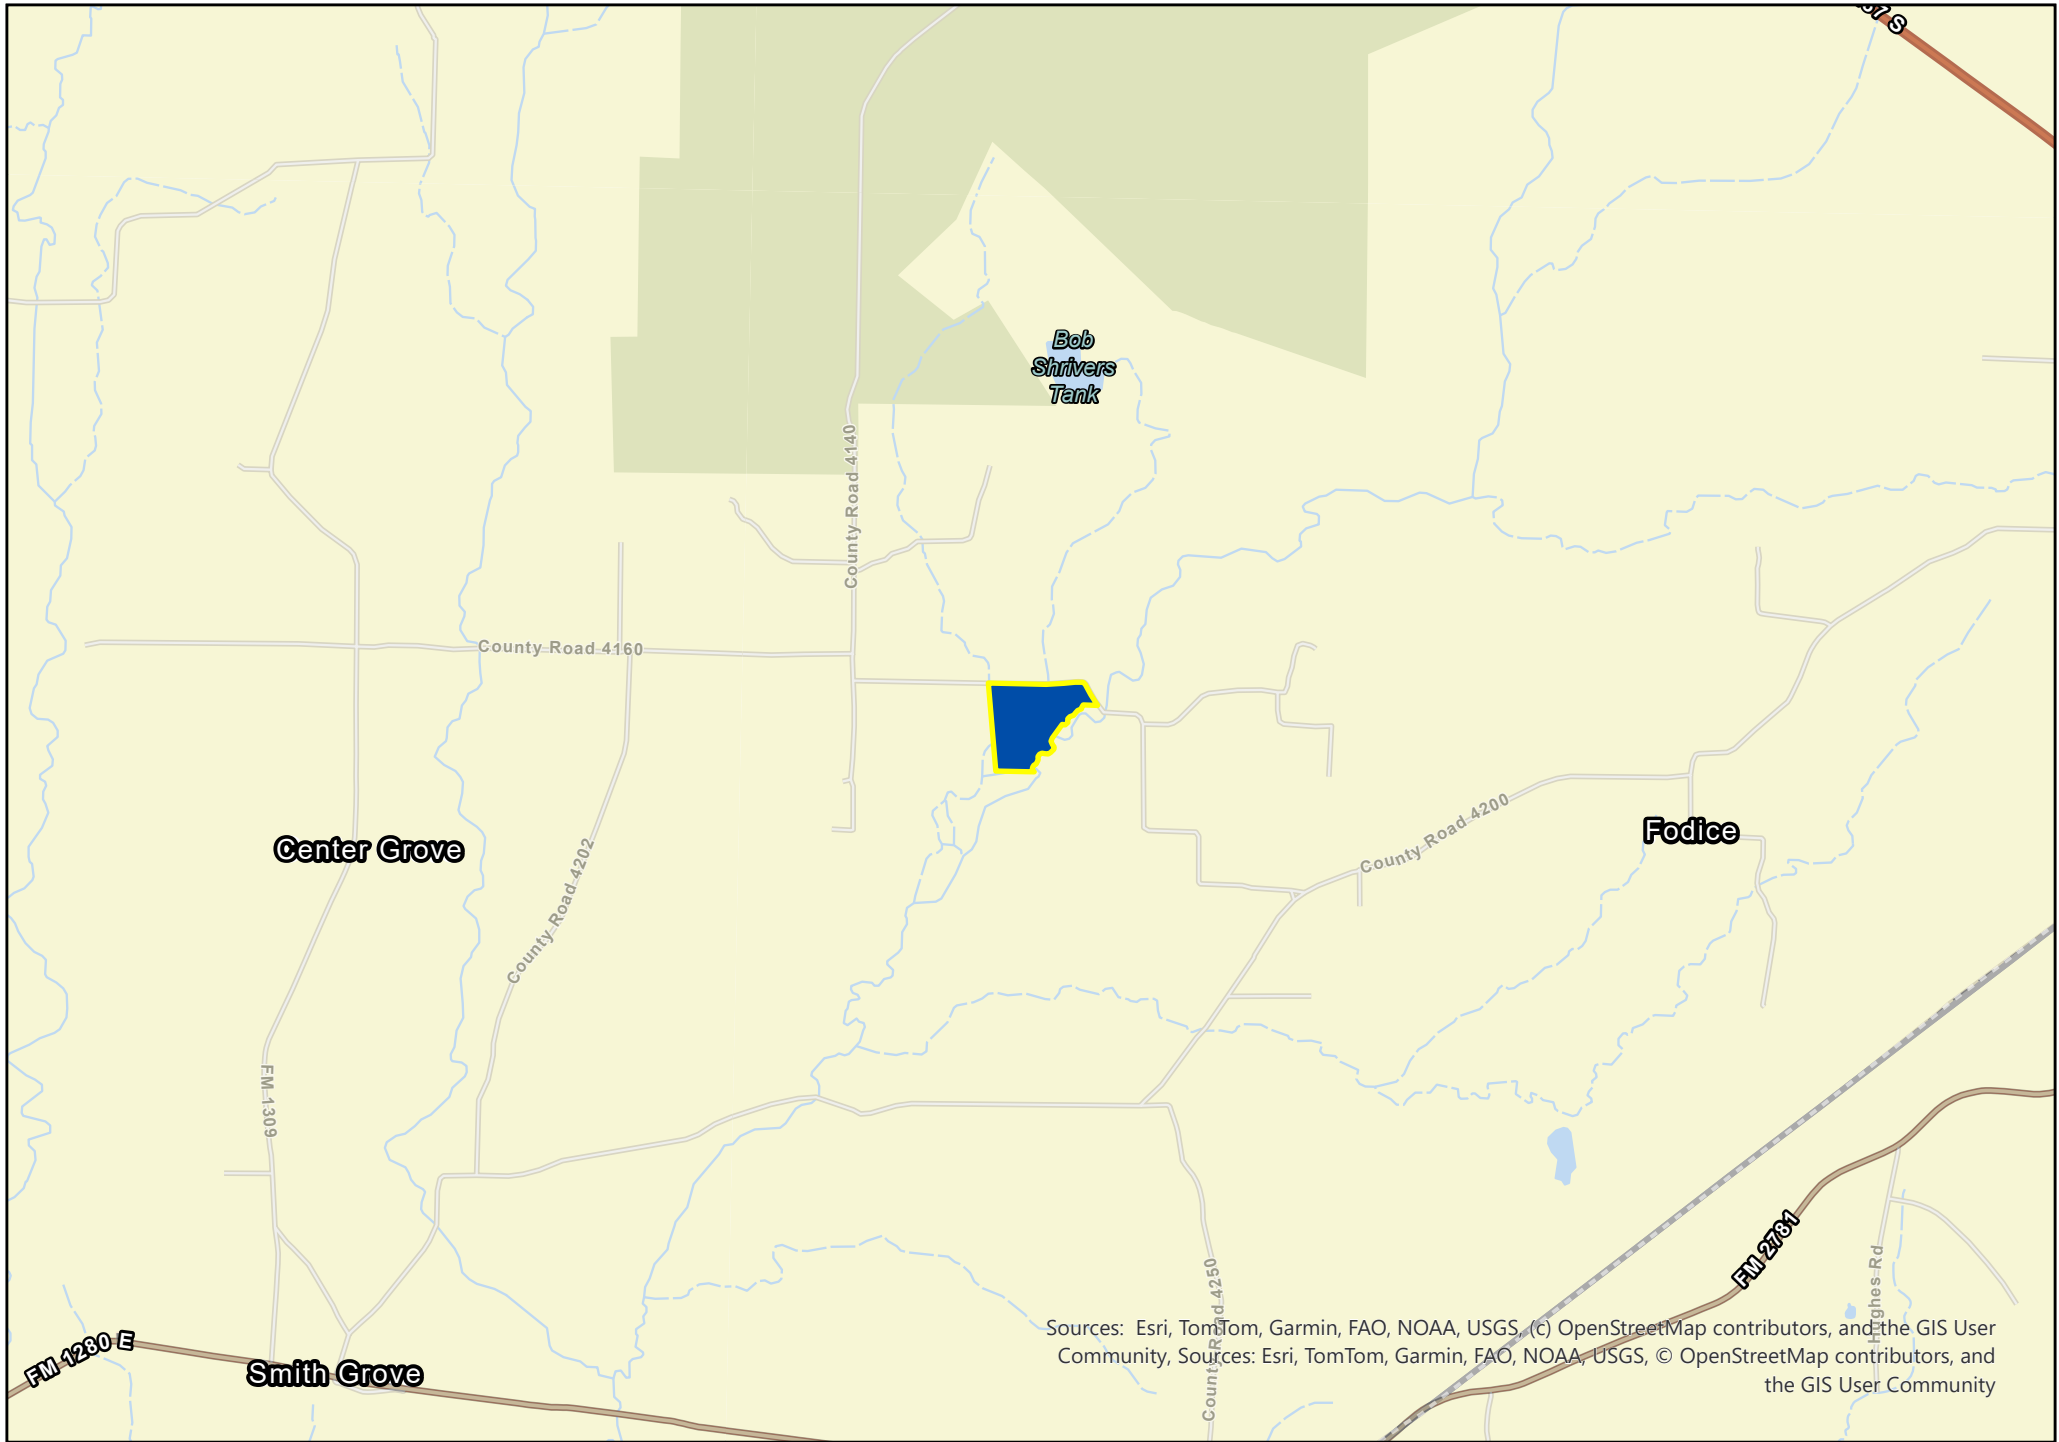 67 S
Bob
Shrivers
Tank
County Road 4140
County Road 4160
County Road 4200
Fodice
Center Grove
County Road 4202
FM 1309
FM 2781
Hughes Rd
County Road 4250
FM 1280 E
Smith Grove
Sources: Esri, TomTom, Garmin, FAO, NOAA, USGS, (c) OpenStreetMap contributors, and the GIS User
Community, Sources: Esri, TomTom, Garmin, FAO, NOAA, USGS, © OpenStreetMap contributors, and
the GIS User Community